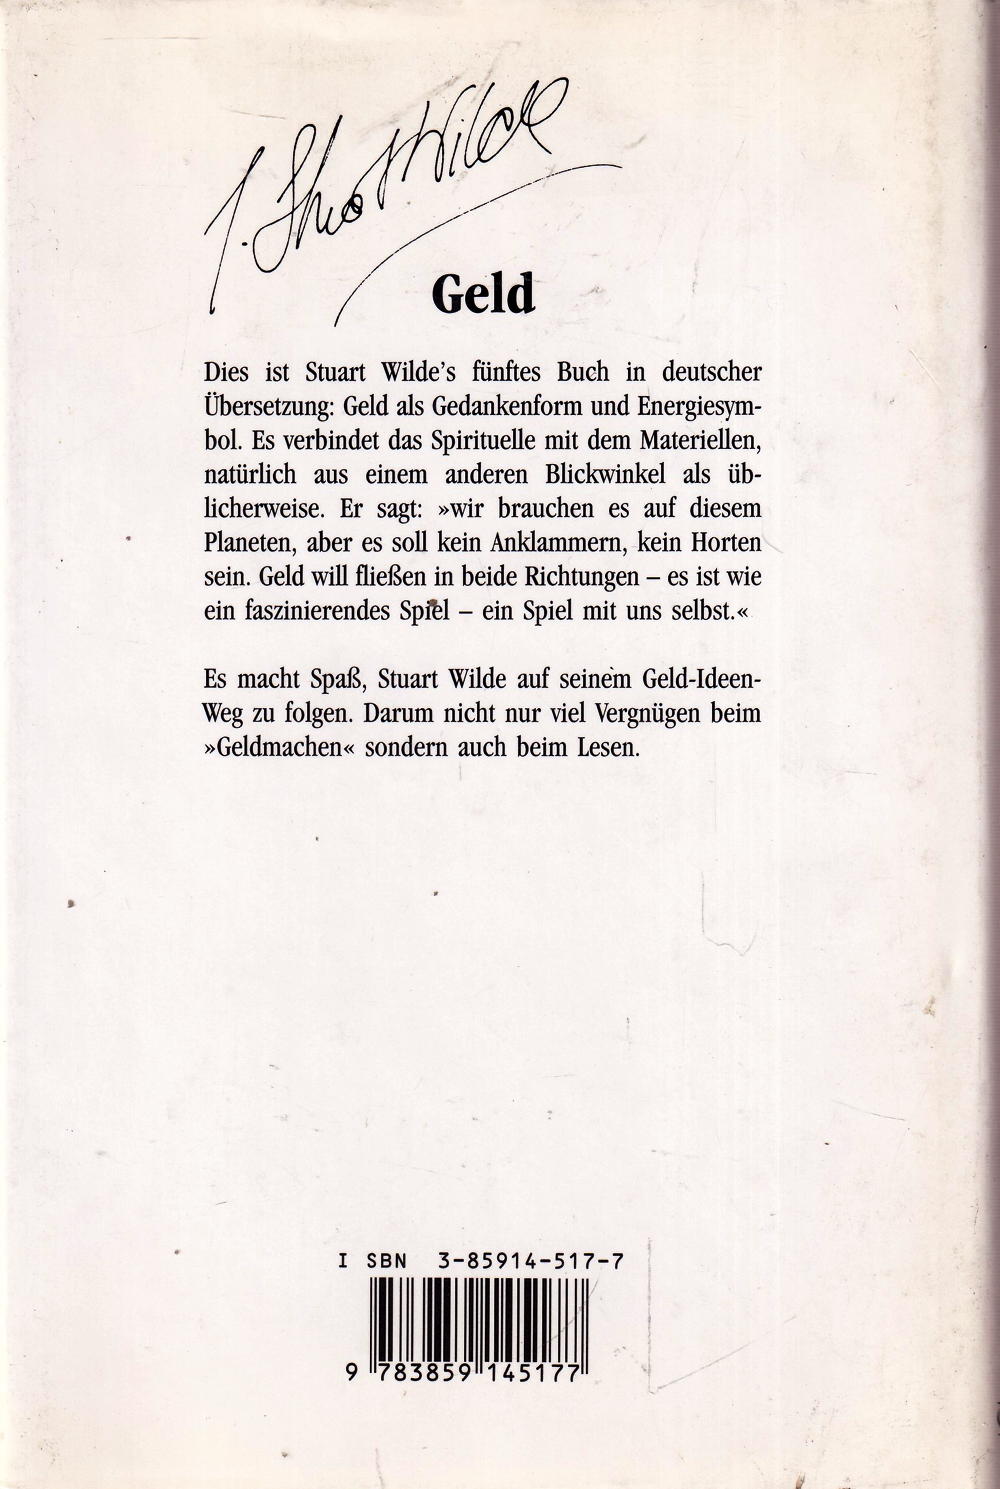 J. Stuart Wilde
Geld
Dies ist Stuart Wilde's fünftes Buch in deutscher
Übersetzung: Geld als Gedankenform und Energiesym-
bol. Es verbindet das Spirituelle mit dem Materiellen,
natürlich aus einem anderen Blickwinkel als üb-
licherweise. Er sagt: »wir brauchen es auf diesem
Planeten, aber es soll kein Anklammern, kein Horten
sein. Geld will fließen in beide Richtungen – es ist wie
ein faszinierendes Spiel – ein Spiel mit uns selbst.«
Es macht Spaß, Stuart Wilde auf seinem Geld-Ideen-
Weg zu folgen. Darum nicht nur viel Vergnügen beim
»Geldmachen« sondern auch beim Lesen.
I SBN 3-85914-517-7
9 783859 145177